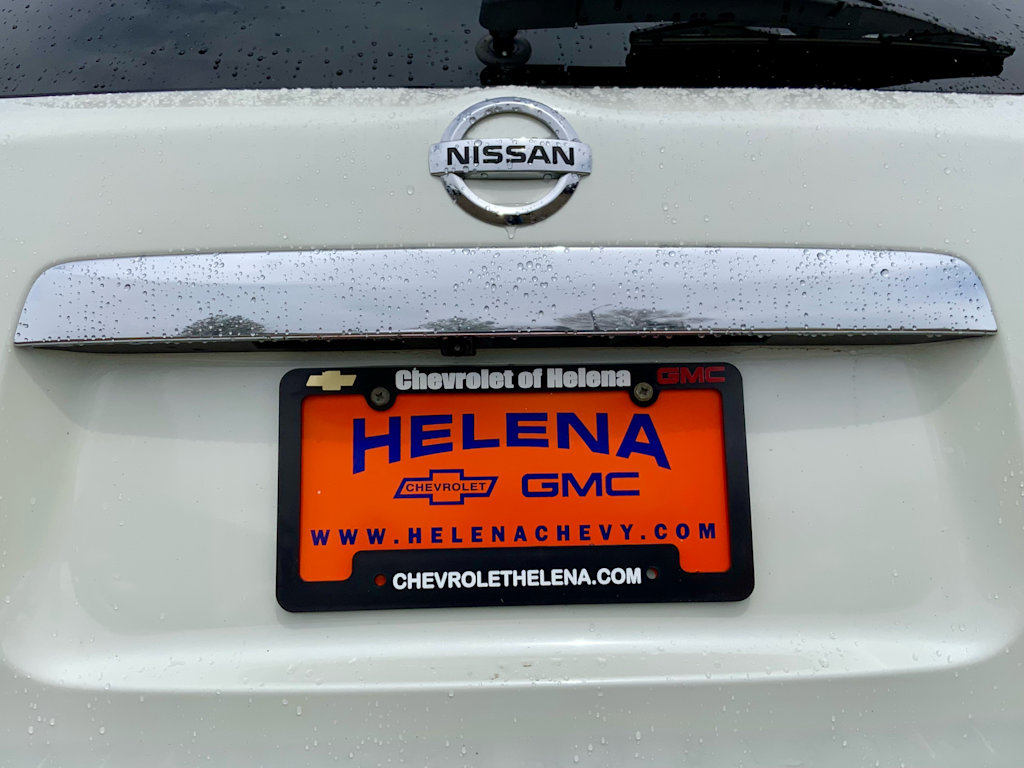 NISSAN
Chevrolet of Helena GMC
HELENA
CHEVROLET GMC
WWW.HELENACHEVY.COM
CHEVROLETHELENA.COM